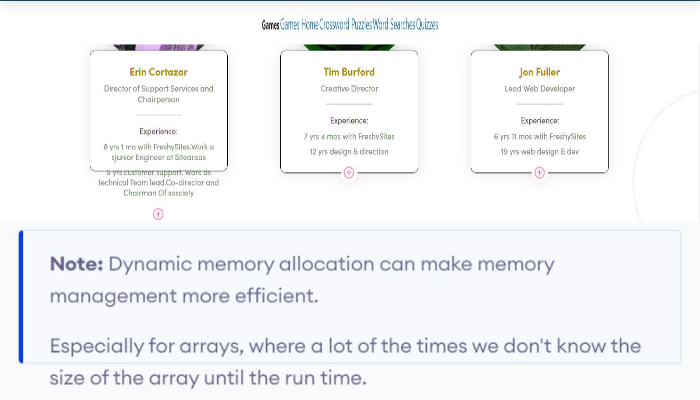 Games Games Home Crossword Puzzles Word Searches Quizzes
Erin Cortazar
Director of Support Services and
Chairperson
Experience:
8 yrs 1 mo with FreshySites.Work a
sjunior Engineer at Siteareas
9 yrs customer support. Work as
technical Team lead.Co-director and
Chairman Of sosciety
Tim Burford
Creative Director
Experience:
7 yrs 4 mos with FreshySites
12 yrs design & direction
Jon Fuller
Lead Web Developer
Experience:
6 yrs 11 mos with FreshySites
19 yrs web design & dev
Note: Dynamic memory allocation can make memory
management more efficient.
Especially for arrays, where a lot of the times we don't know the
size of the array until the run time.